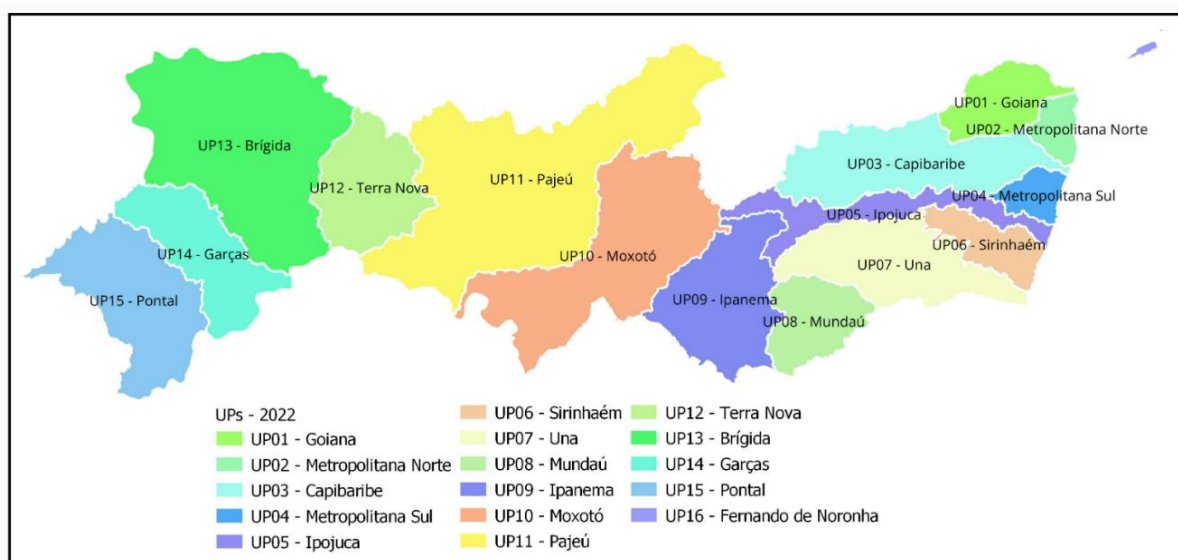 UP01 - Goiana
UP02 - Metropolitana Norte
UP13 - Brígida
UP03 - Capibaribe
UP12 - Terra Nova
UP11 - Pajeú
UP04 - Metropolitana Sul
UP05 - Ipojuca
UP06 - Sirinhaém
UP14 - Garças
UP10 - Moxotó
UP07 - Una
UP15 - Pontal
UP09 - Ipanema
UP08 - Mundaú
UPs - 2022
UP01 - Goiana
UP02 - Metropolitana Norte
UP03 - Capibaribe
UP04 - Metropolitana Sul
UP05 - Ipojuca
UP06 - Sirinhaém
UP07 - Una
UP08 - Mundaú
UP09 - Ipanema
UP10 - Moxotó
UP11 - Pajeú
UP12 - Terra Nova
UP13 - Brígida
UP14 - Garças
UP15 - Pontal
UP16 - Fernando de Noronha